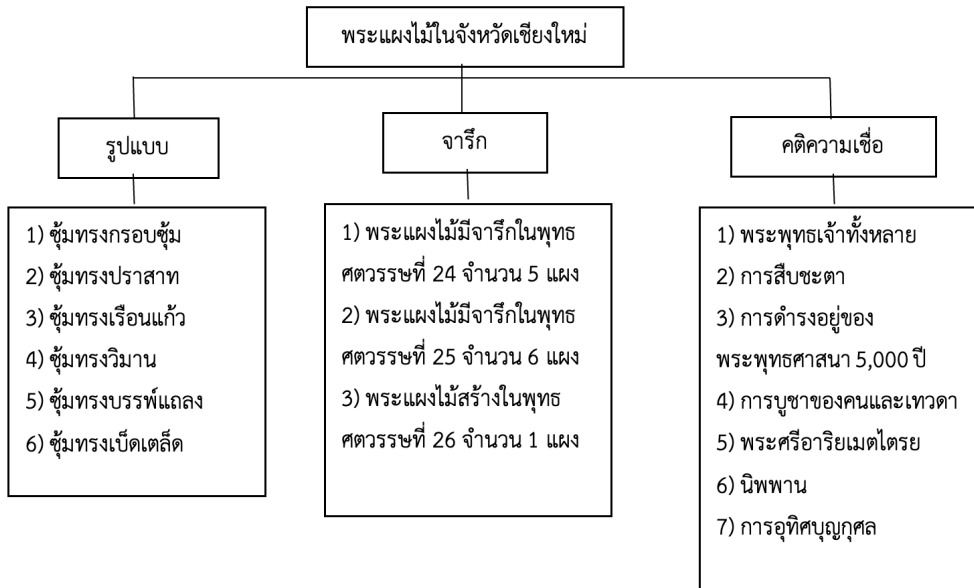 พระแผงไม้ในจังหวัดเชียงใหม่
รูปแบบ
จารึก
คติความเชื่อ
1) ซุ้มทรงกรอบซุ้ม
2) ซุ้มทรงปราสาท
3) ซุ้มทรงเรือนแก้ว
4) ซุ้มทรงวิมาน
5) ซุ้มทรงบรรพ์แถลง
6) ซุ้มทรงเบ็ดเตล็ด
1) พระแผงไม้มีจารึกในพุทธ
ศตวรรษที่ 24 จำนวน 5 แผง
2) พระแผงไม้มีจารึกในพุทธ
ศตวรรษที่ 25 จำนวน 6 แผง
3) พระแผงไม้สร้างในพุทธ
ศตวรรษที่ 26 จำนวน 1 แผง
1) พระพุทธเจ้าทั้งหลาย
2) การสืบชะตา
3) การดำรงอยู่ของ
พระพุทธศาสนา 5,000 ปี
4) การบูชาของคนและเทวดา
5) พระศรีอาริยเมตไตรย
6) นิพพาน
7) การอุทิศบุญกุศล